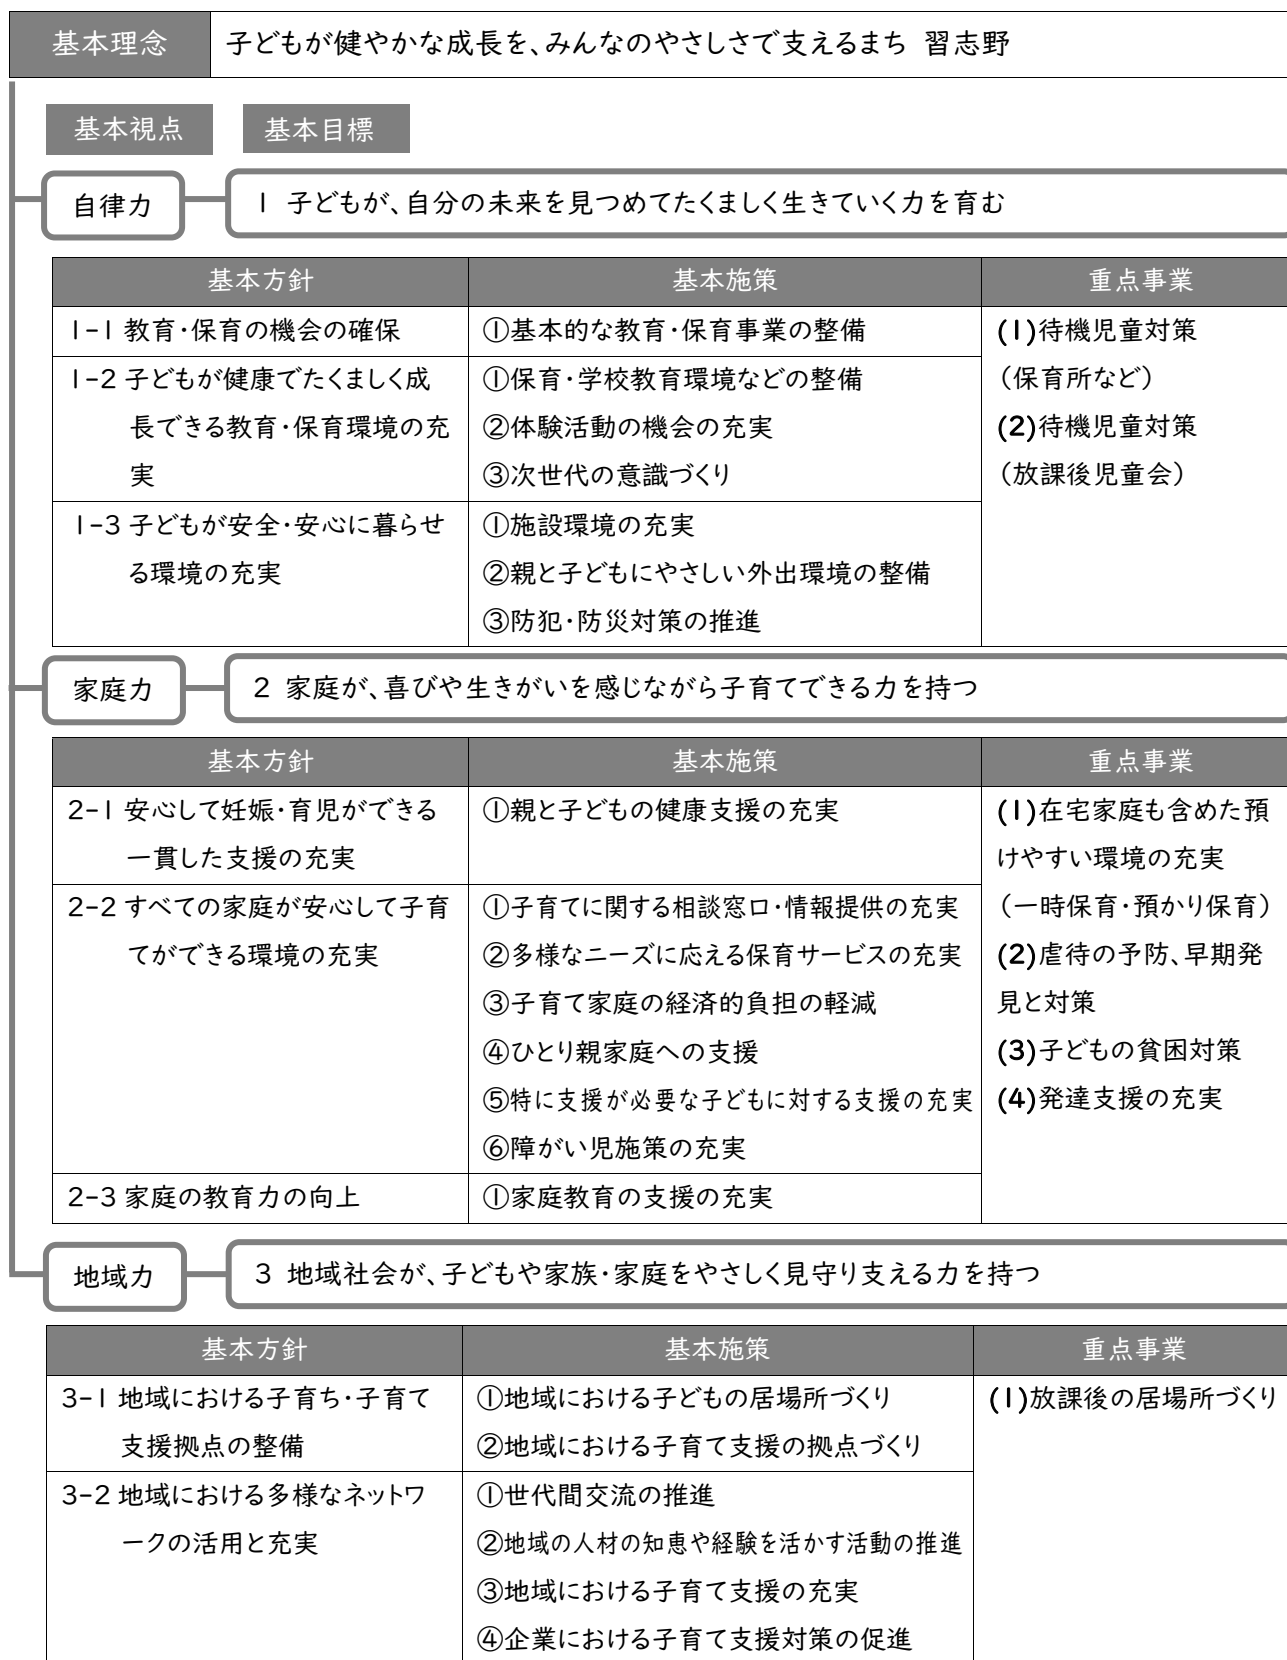 基本理念 子どもが健やかな成長を、みんなのやさしさで支えるまち 習志野
基本視点 基本目標
自律力 1 子どもが、自分の未来を見つめてたくましく生きていく力を育む
基本方針 基本施策 重点事業
1-1 教育・保育の機会の確保 ①基本的な教育・保育事業の整備 (1)待機児童対策
1-2 子どもが健康でたくましく成 ①保育・学校教育環境などの整備 (保育所など)
長できる教育・保育環境の充 ②体験活動の機会の充実 (2)待機児童対策
実 ③次世代の意識づくり (放課後児童会)
1-3 子どもが安全・安心に暮らせ ①施設環境の充実
る環境の充実 ②親と子どもにやさしい外出環境の整備
③防犯・防災対策の推進
家庭力 2 家庭が、喜びや生きがいを感じながら子育てできる力を持つ
基本方針 基本施策 重点事業
2-1 安心して妊娠・育児ができる ①親と子どもの健康支援の充実 (1)在宅家庭も含めた預
一貫した支援の充実 けやすい環境の充実
2-2 すべての家庭が安心して子育 ①子育てに関する相談窓口・情報提供の充実 (一時保育・預かり保育)
てができる環境の充実 ②多様なニーズに応える保育サービスの充実 (2)虐待の予防、早期発
③子育て家庭の経済的負担の軽減 見と対策
④ひとり親家庭への支援 (3)子どもの貧困対策
⑤特に支援が必要な子どもに対する支援の充実 (4)発達支援の充実
⑥障がい児施策の充実
2-3 家庭の教育力の向上 ①家庭教育の支援の充実
地域力 3 地域社会が、子どもや家族・家庭をやさしく見守り支える力を持つ
基本方針 基本施策 重点事業
3-1 地域における子育ち・子育て ①地域における子どもの居場所づくり (1)放課後の居場所づくり
支援拠点の整備 ②地域における子育て支援の拠点づくり
3-2 地域における多様なネットワ ①世代間交流の推進
ークの活用と充実 ②地域の人材の知恵や経験を活かす活動の推進
③地域における子育て支援の充実
④企業における子育て支援対策の促進